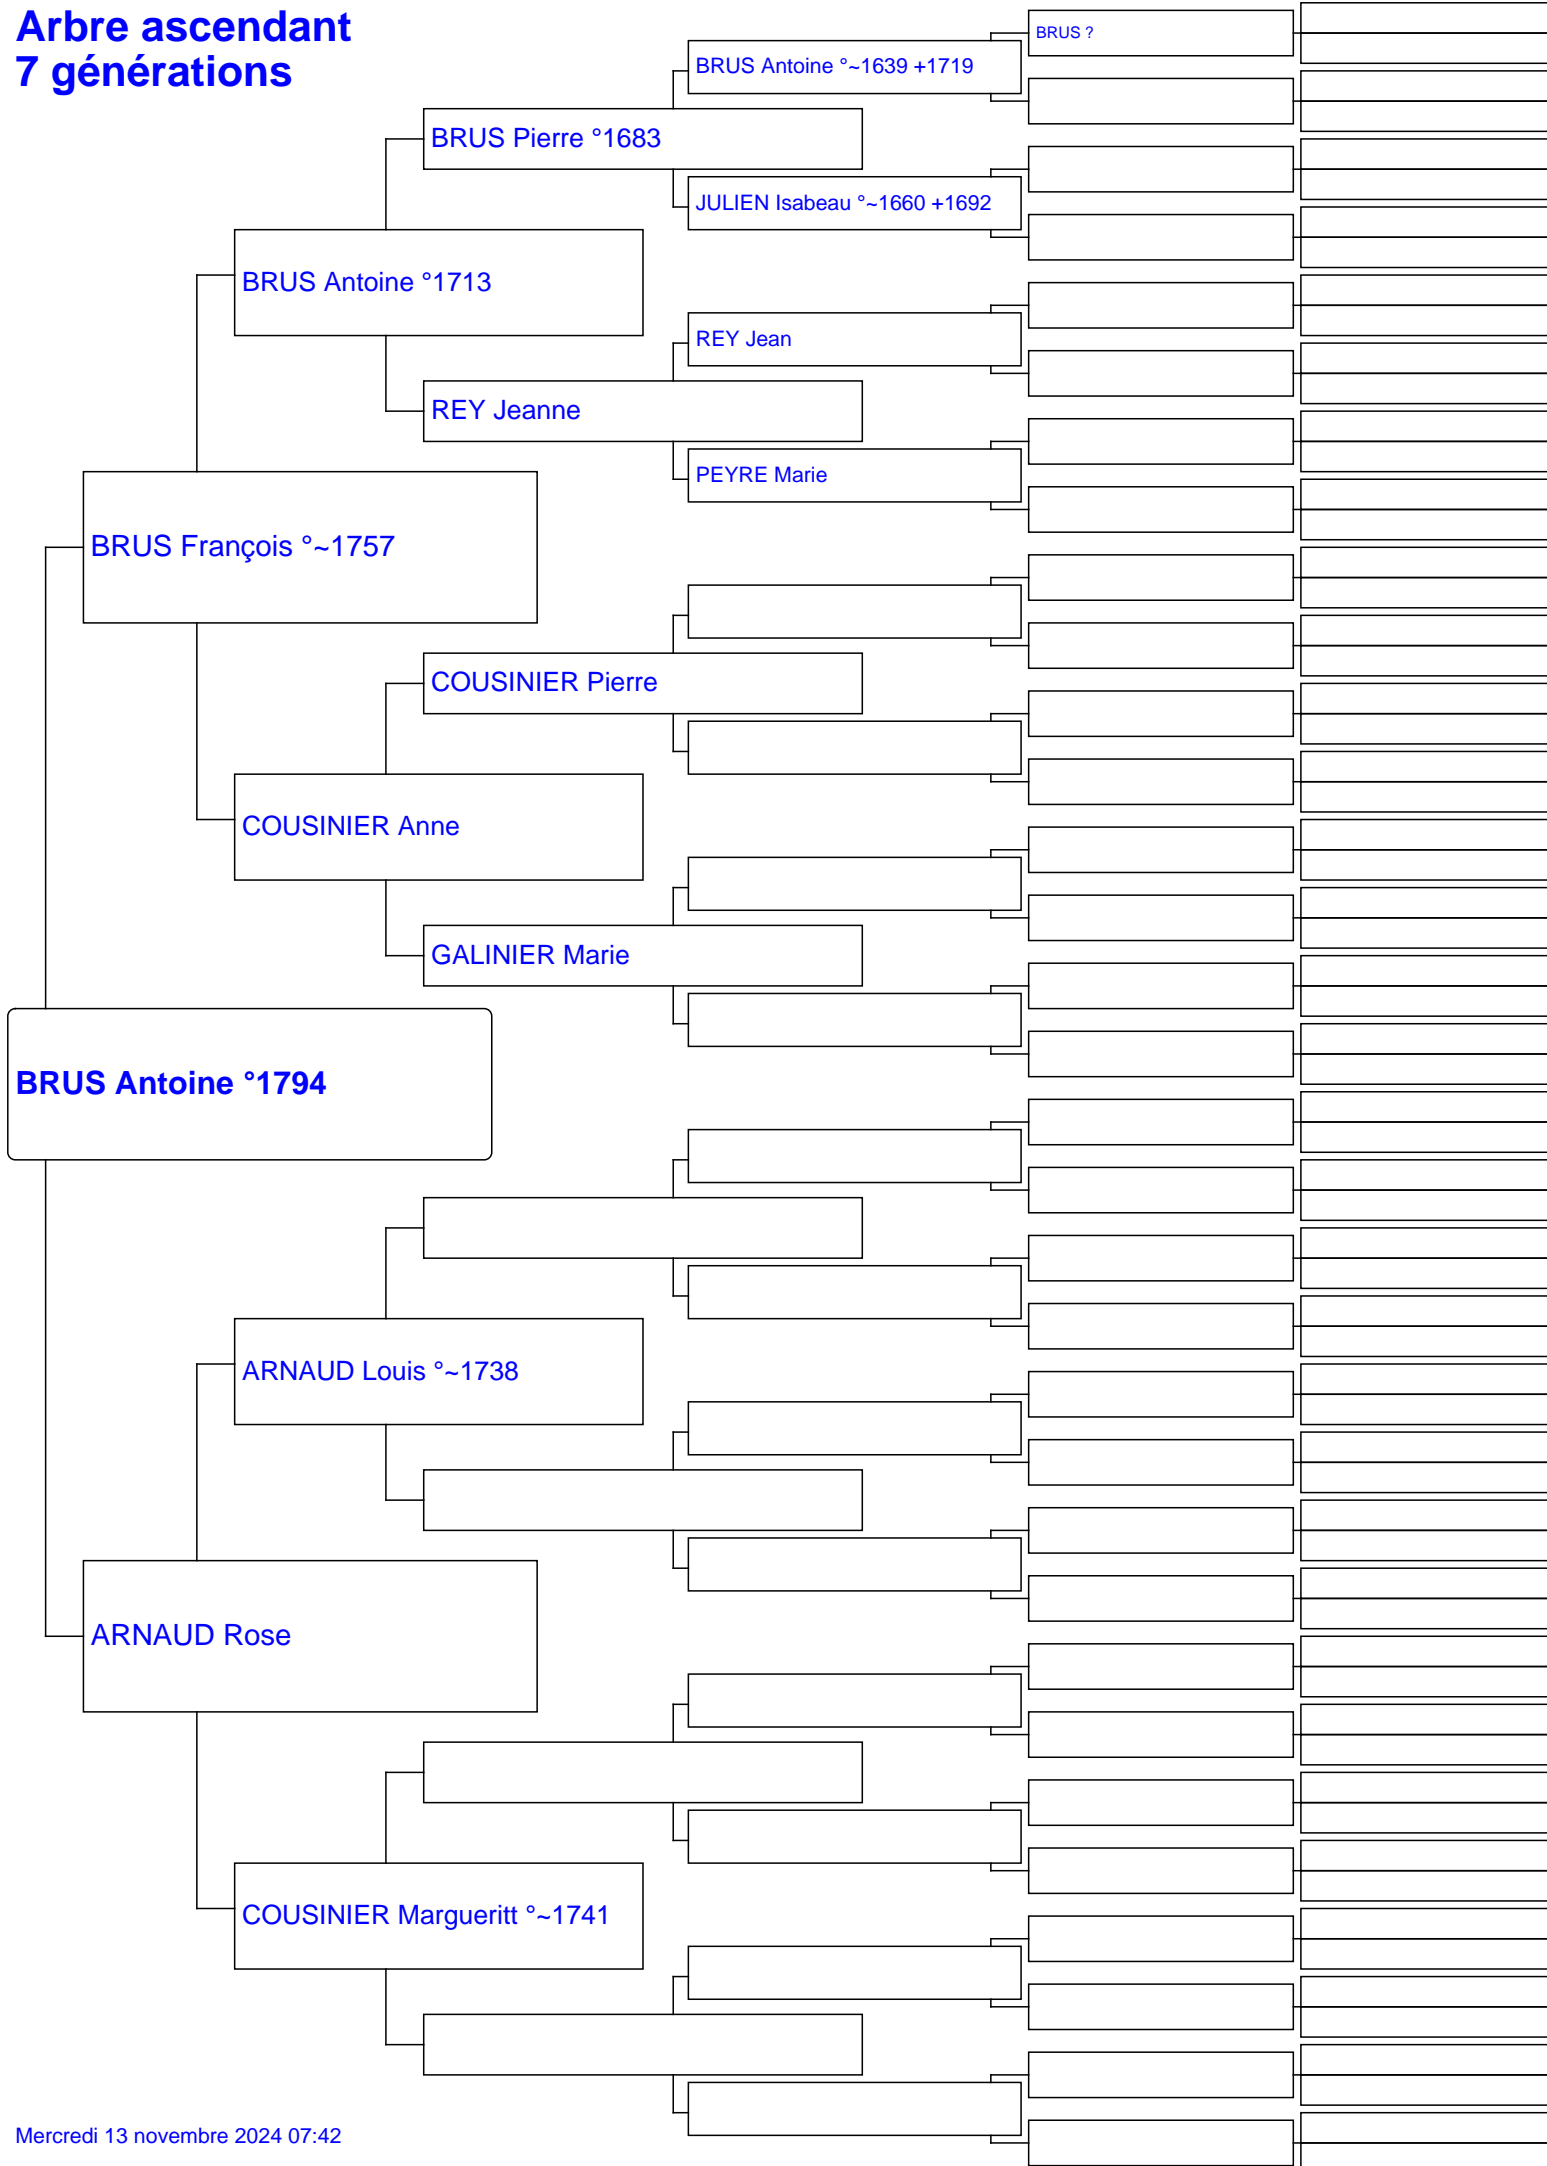 Arbre ascendant
7 générations
BRUS ?
BRUS Antoine °~1639 +1719
BRUS Pierre °1683
JULIEN Isabeau °~1660 +1692
BRUS Antoine °1713
REY Jean
REY Jeanne
PEYRE Marie
BRUS François °~1757
COUSINIER Pierre
COUSINIER Anne
GALINIER Marie
BRUS Antoine °1794
ARNAUD Louis °~1738
ARNAUD Rose
COUSINIER Margueritt °~1741
Mercredi 13 novembre 2024 07:42